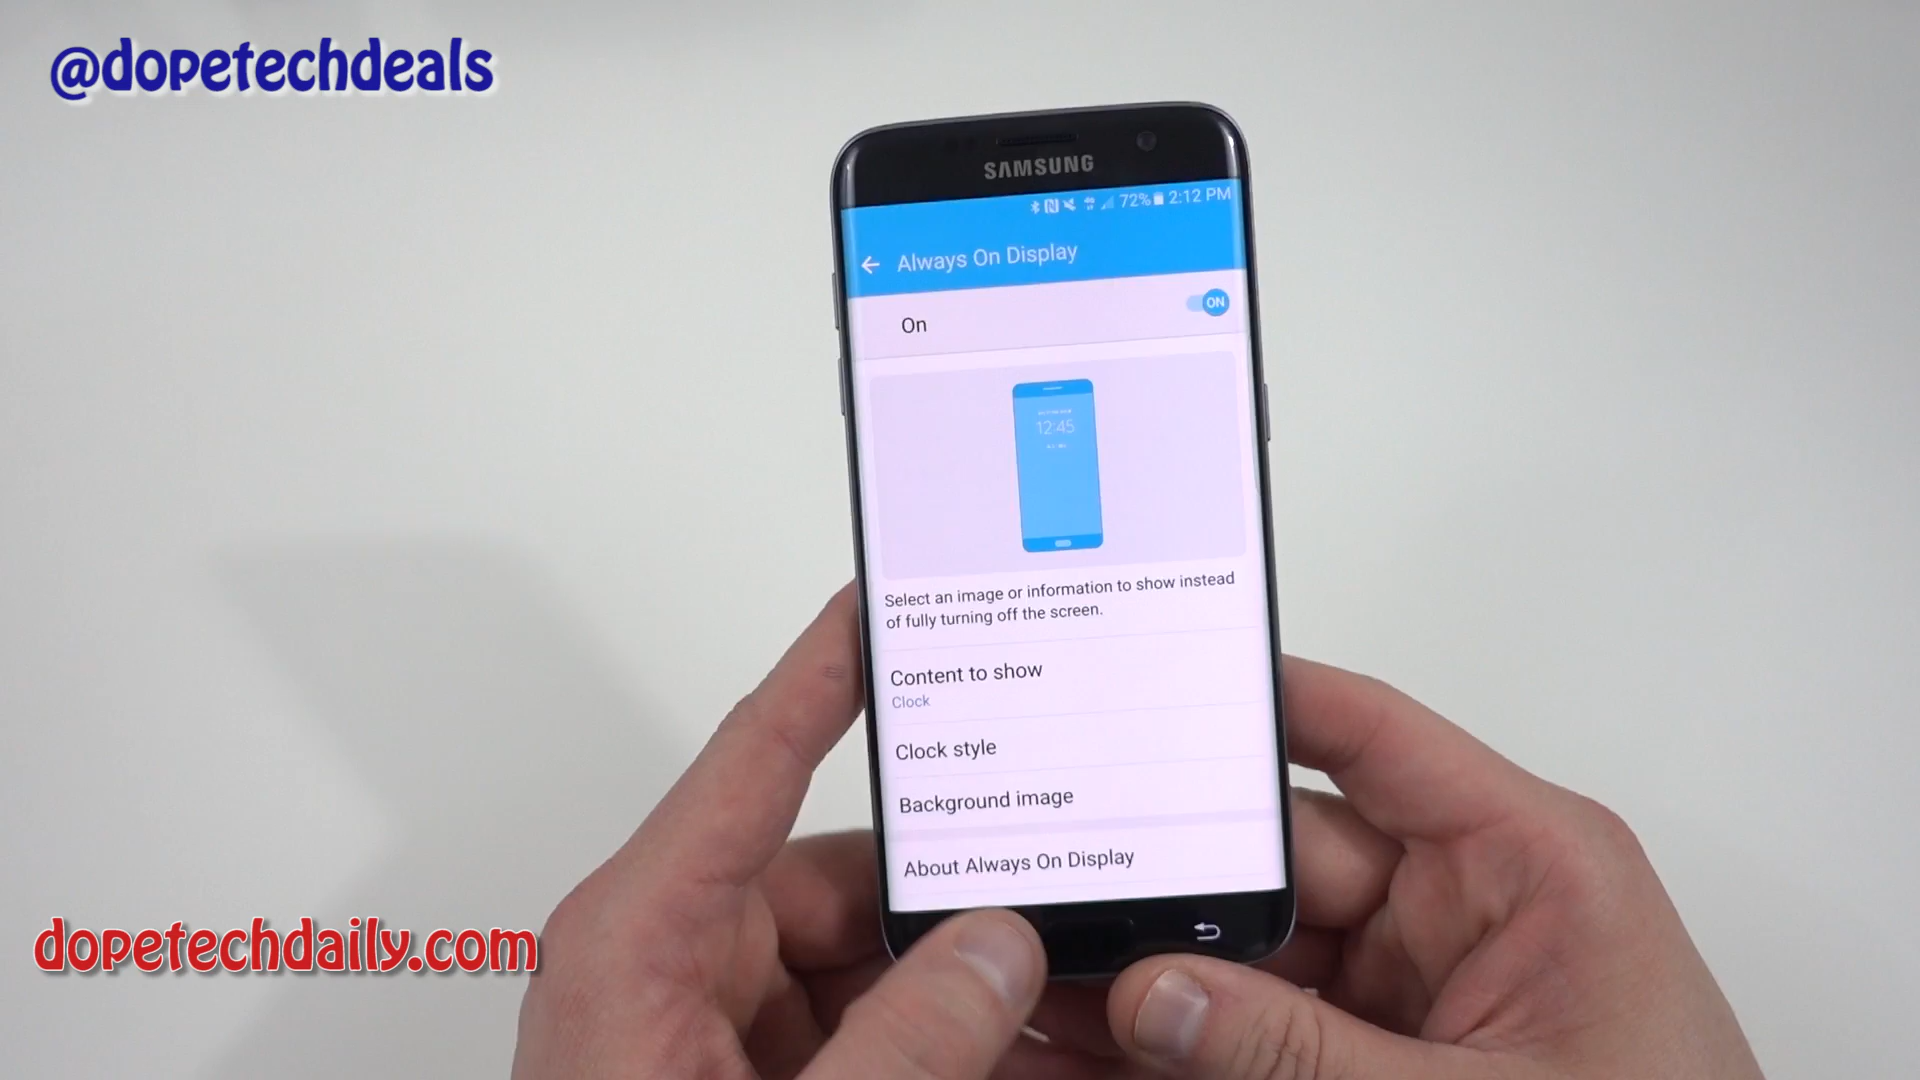 @dopetechdeals
SAMSUNG
72% 2:12 PM
Always On Display
On
ON
12:45
Select an image or information to show instead
of fully turning off the screen.
Content to show
Clock
Clock style
Background image
About Always On Display
dopetechdaily.com